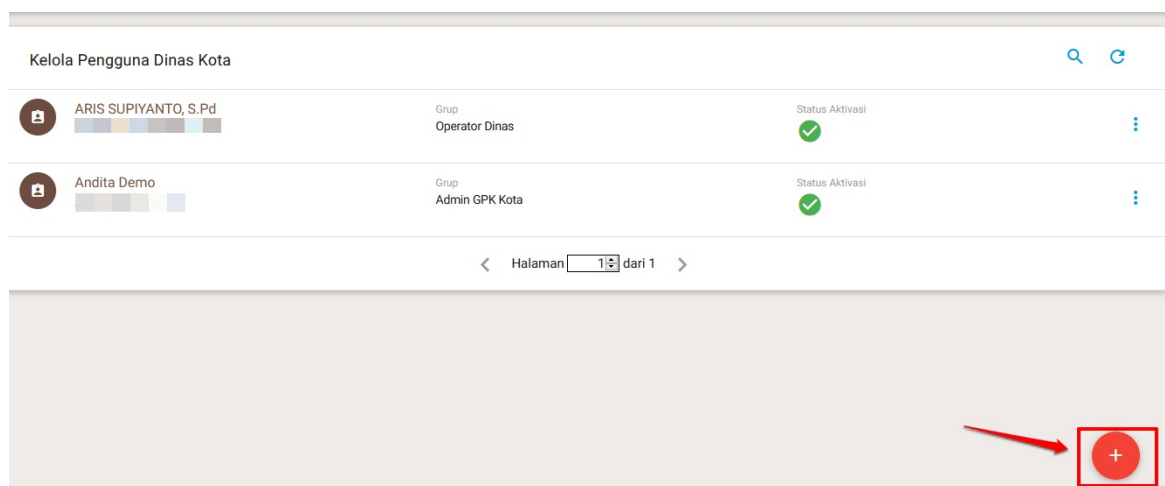 Kelola Pengguna Dinas Kota
ARIS SUPIYANTO, S.Pd
Grup
Operator Dinas
Status Aktivasi
Andita Demo
Grup
Admin GPK Kota
Status Aktivasi
Halaman 1 dari 1
+